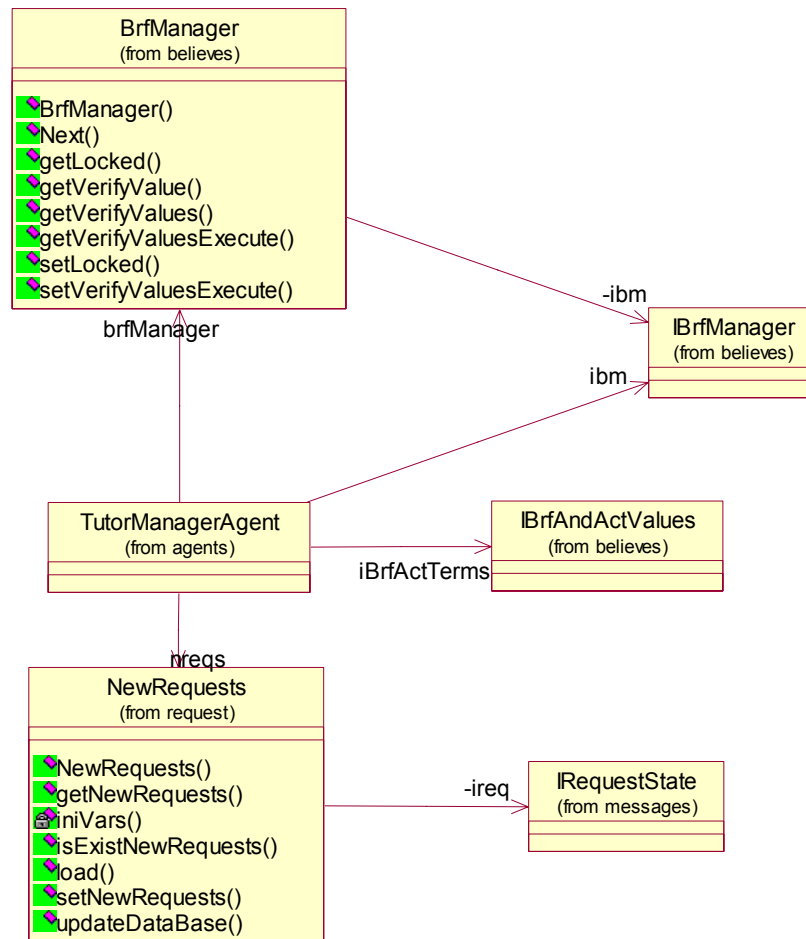 BrfManager
(from believes)
BrfManager()
Next()
getLocked()
getVerifyValue()
getVerifyValues()
getVerifyValuesExecute()
setLocked()
setVerifyValuesExecute()
brfManager
-ibm
IBrfManager
(from believes)
ibm
TutorManagerAgent
(from agents)
IBrfAndActValues
(from believes)
iBrfActTerms
nreqs
NewRequests
(from request)
NewRequests()
getNewRequests()
iniVars()
isExistNewRequests()
load()
setNewRequests()
updateDataBase()
-ireq
IRequestState
(from messages)